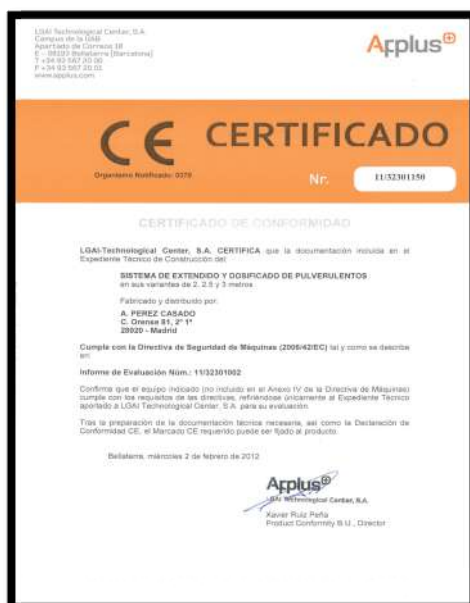 LGAI Technological Center, S.A.
Campus de la UAB
Apartado de Correos 18
E - 08193 Bellaterra (Barcelona)
T +34 93 567 20 00
F +34 93 567 20 01
www.applus.com
Applus+
CE CERTIFICADO
Organismo Notificado: 0370
Nr. 11/32301150
CERTIFICADO DE CONFORMIDAD
LGAI-Technological Center, S.A. CERTIFICA que la documentación incluida en el
Expediente Técnico de Construcción del:
SISTEMA DE EXTENDIDO Y DOSIFICADO DE PULVERULENTOS
en sus variantes de 2, 2.5 y 3 metros
Fabricado y distribuido por:
A. PEREZ CASADO
C. Orense 81, 2º 1ª
28020 - Madrid
Cumple con la Directiva de Seguridad de Máquinas (2006/42/EC) tal y como se describe
en:
Informe de Evaluación Núm.: 11/32301002
Confirma que el equipo indicado (no incluido en el Anexo IV de la Directiva de Máquinas)
cumple con los requisitos de las directivas, refiriéndose únicamente al Expediente Técnico
aportado a LGAI Technological Center, S.A. para su evaluación.
Tras la preparación de la documentación técnica necesaria, así como la Declaración de
Conformidad CE, el Marcado CE requerido puede ser fijado al producto.
Bellaterra, miércoles 2 de febrero de 2012
Applus+
LGAI Technological Center, S.A.
Xavier Ruiz Peña
Product Conformity B.U., Director